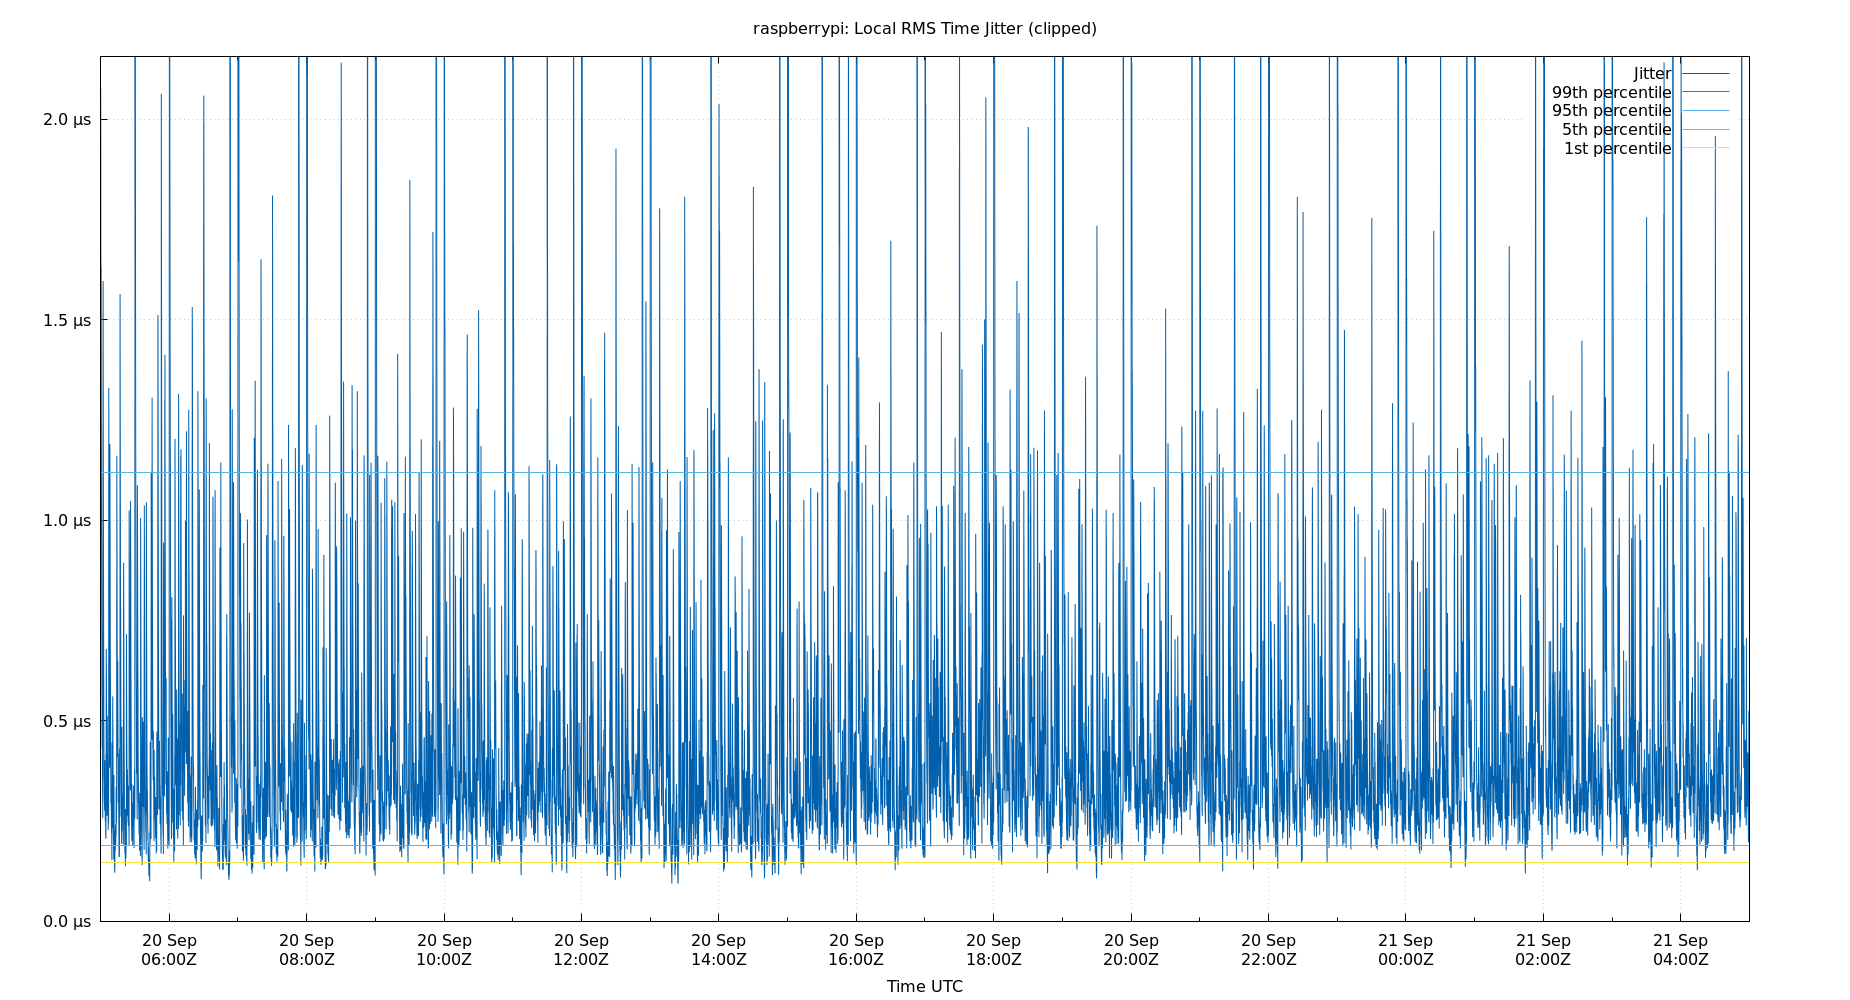 raspberrypi: Local RMS Time Jitter (clipped)
Jitter
99th percentile
95th percentile
5th percentile
1st percentile
2.0 µs
1.5 µs
1.0 µs
0.5 µs
0.0 µs
20 Sep
06:00Z
20 Sep
08:00Z
20 Sep
10:00Z
20 Sep
12:00Z
20 Sep
14:00Z
20 Sep
16:00Z
20 Sep
18:00Z
20 Sep
20:00Z
20 Sep
22:00Z
21 Sep
00:00Z
21 Sep
02:00Z
21 Sep
04:00Z
Time UTC